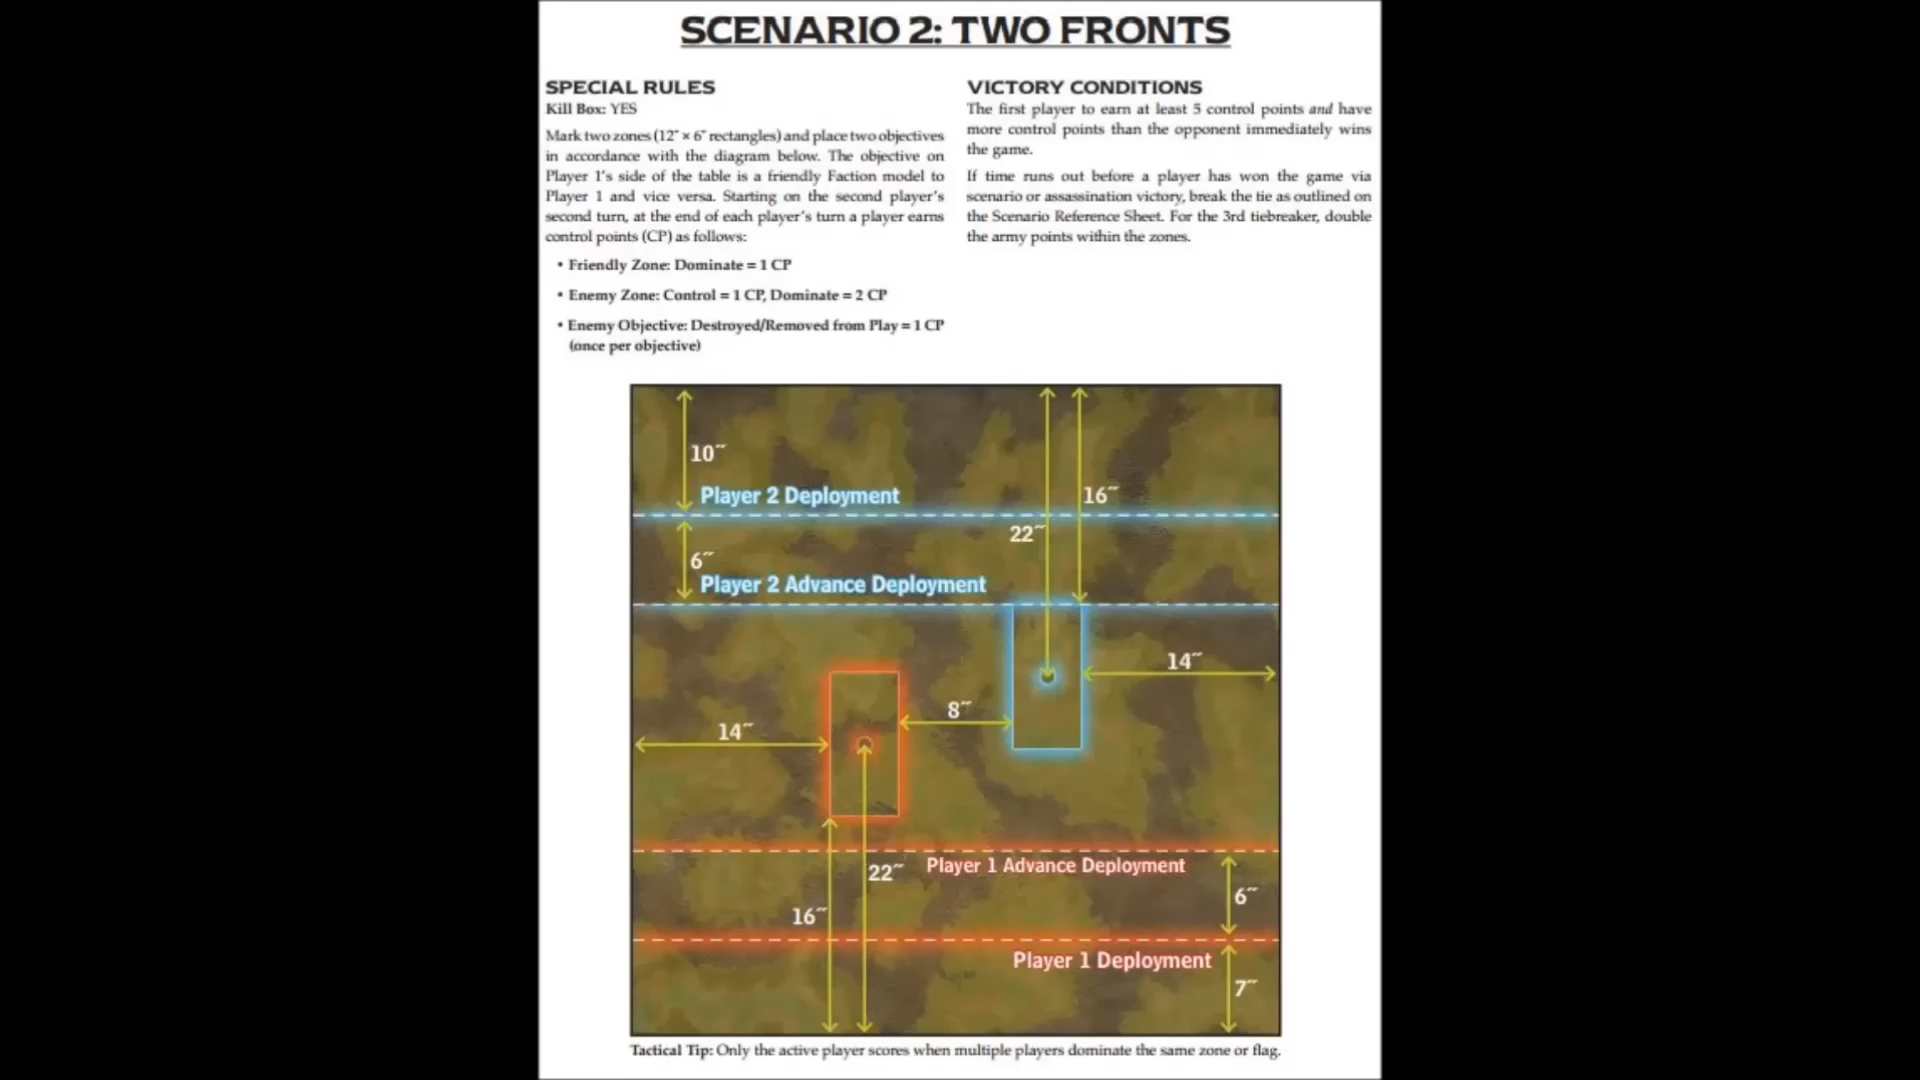 SCENARIO 2: TWO FRONTS
SPECIAL RULES
Kill Box: YES
Mark two zones (12" × 6" rectangles) and place two objectives
in accordance with the diagram below. The objective on
Player 1's side of the table is a friendly Faction model to
Player 1 and vice versa. Starting on the second player's
second turn, at the end of each player's turn a player earns
control points (CP) as follows:
• Friendly Zone: Dominate = 1 CP
• Enemy Zone: Control = 1 CP, Dominate = 2 CP
• Enemy Objective: Destroyed/Removed from Play = 1 CP
(once per objective)
VICTORY CONDITIONS
The first player to earn at least 5 control points and have
more control points than the opponent immediately wins
the game.
If time runs out before a player has won the game via
scenario or assassination victory, break the tie as outlined on
the Scenario Reference Sheet. For the 3rd tiebreaker, double
the army points within the zones.
10"
Player 2 Deployment
16"
22"
6"
Player 2 Advance Deployment
14"
8"
14"
Player 1 Advance Deployment
22"
6"
16"
Player 1 Deployment
7"
Tactical Tip: Only the active player scores when multiple players dominate the same zone or flag.